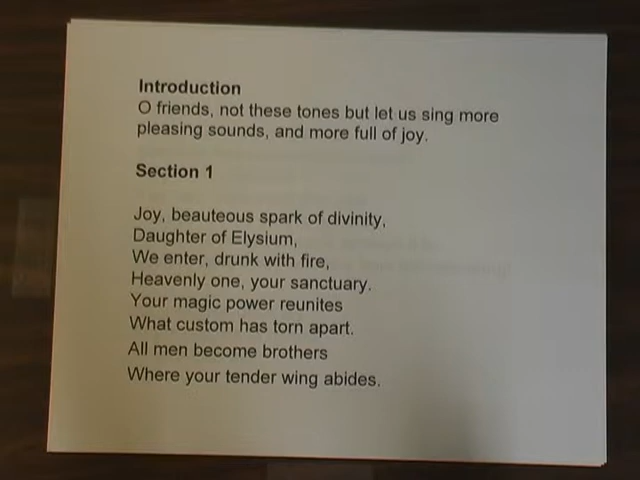 Introduction
O friends, not these tones but let us sing more
pleasing sounds, and more full of joy.
Section 1
Joy, beauteous spark of divinity,
Daughter of Elysium,
We enter, drunk with fire,
Heavenly one, your sanctuary.
Your magic power reunites
What custom has torn apart.
All men become brothers
Where your tender wing abides.